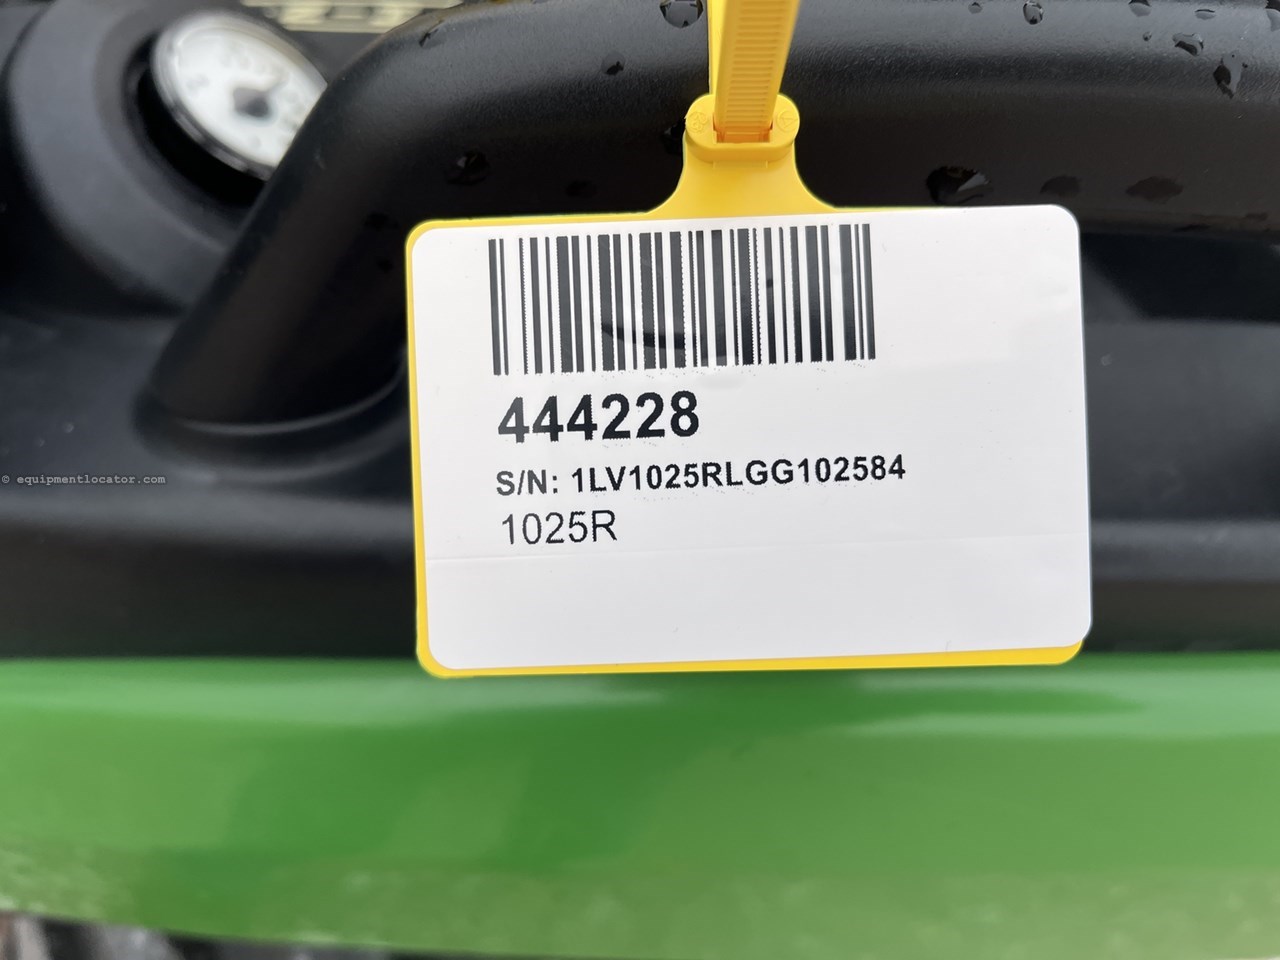 444228
S/N: 1LV1025RLGG102584
1025R
© equipmentlocator.com